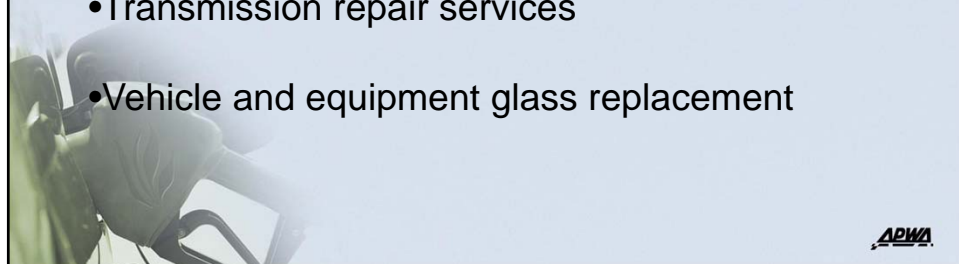 •Transmission repair services
•Vehicle and equipment glass replacement
APWA